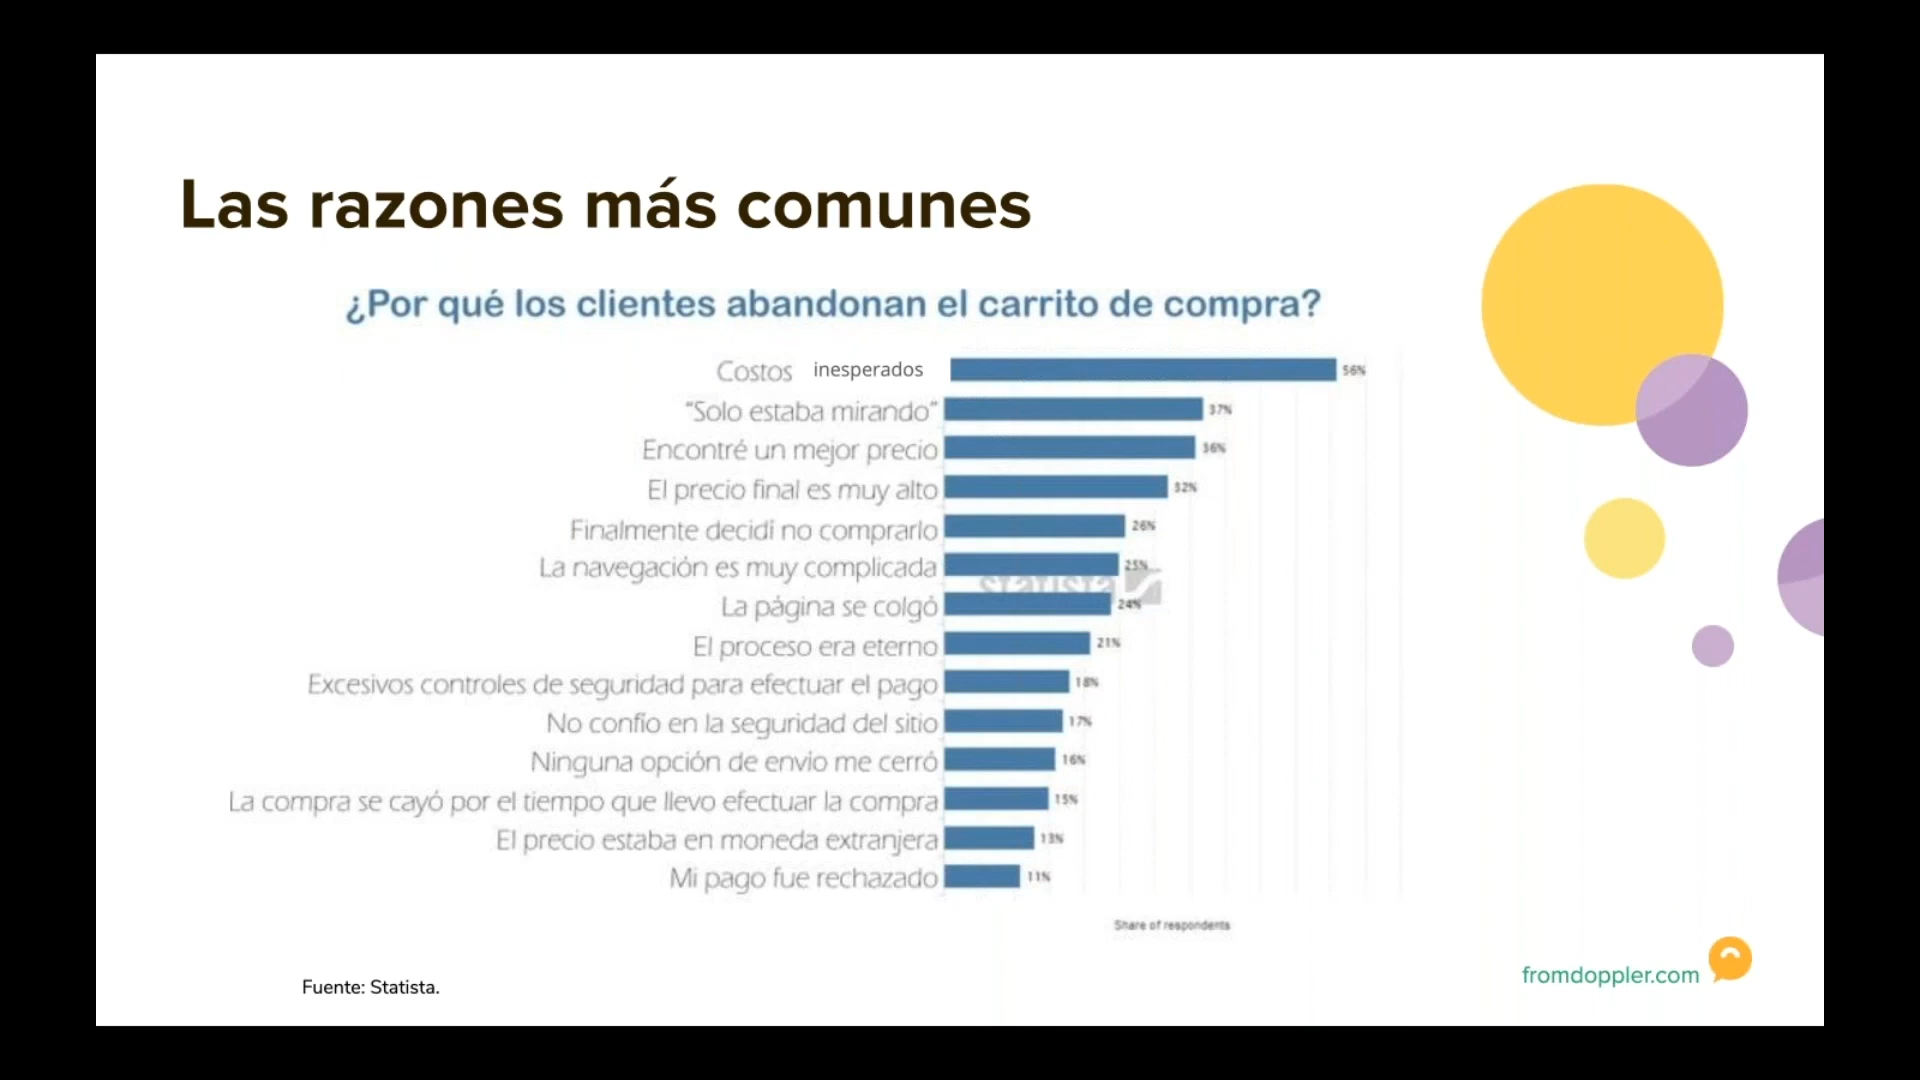 Las razones más comunes
¿Por qué los clientes abandonan el carrito de compra?
Costos inesperados 56%
“Solo estaba mirando” 37%
Encontré un mejor precio 36%
El precio final es muy alto 32%
Finalmente decidí no comprarlo 26%
La navegación es muy complicada 25%
statista
La página se colgó 24%
El proceso era eterno 21%
Excesivos controles de seguridad para efectuar el pago 18%
No confío en la seguridad del sitio 17%
Ninguna opción de envío me cerró 16%
La compra se cayó por el tiempo que llevo efectuar la compra 15%
El precio estaba en moneda extranjera 13%
Mi pago fue rechazado 11%
Share of respondents
Fuente: Statista.
fromdoppler.com